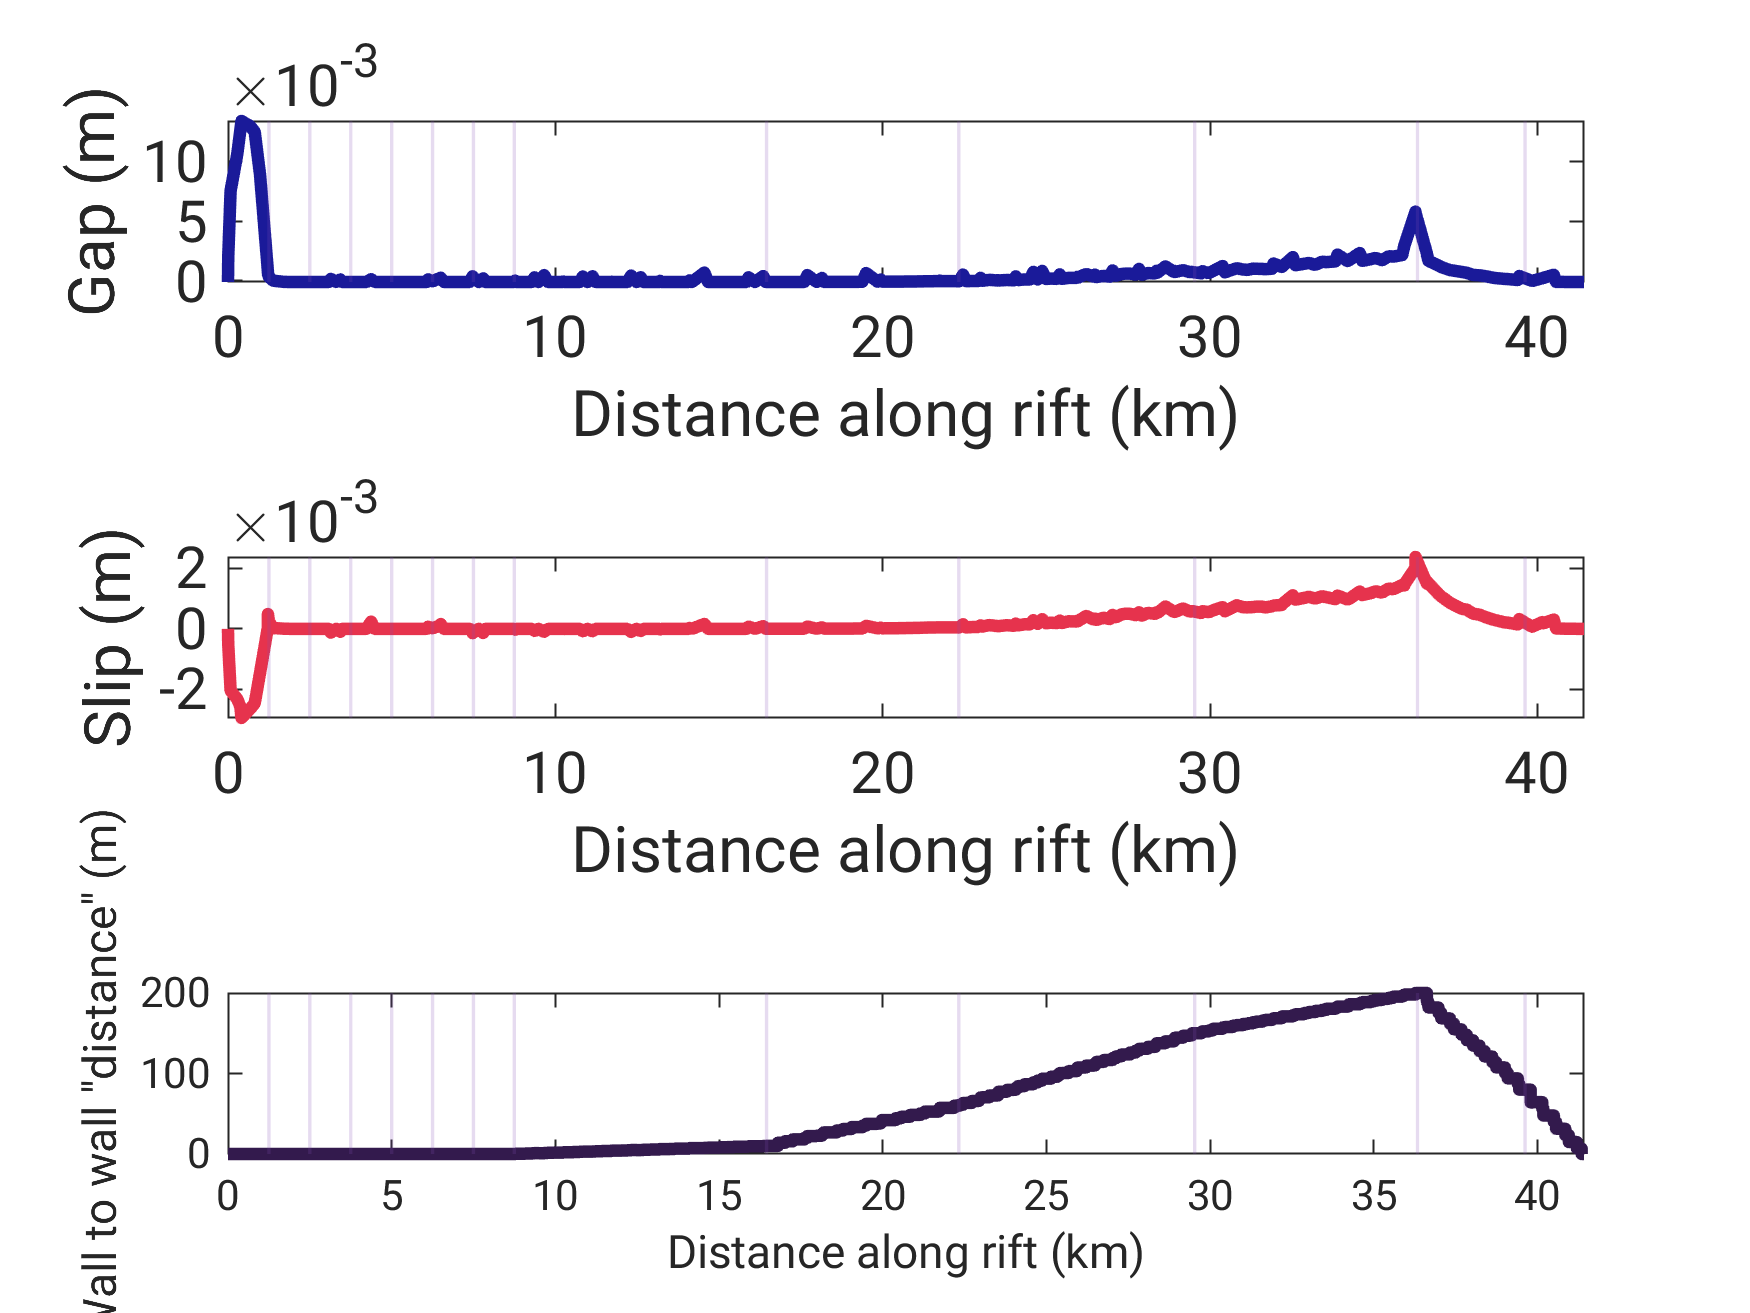 ×10-3
Gap (m)
10
5
0
0 10 20 30 40
Distance along rift (km)
×10-3
Slip (m)
2
0
-2
0 10 20 30 40
Distance along rift (km)
to wall "distance" (m)
200
100
0
0 5 10 15 20 25 30 35 40
Distance along rift (km)